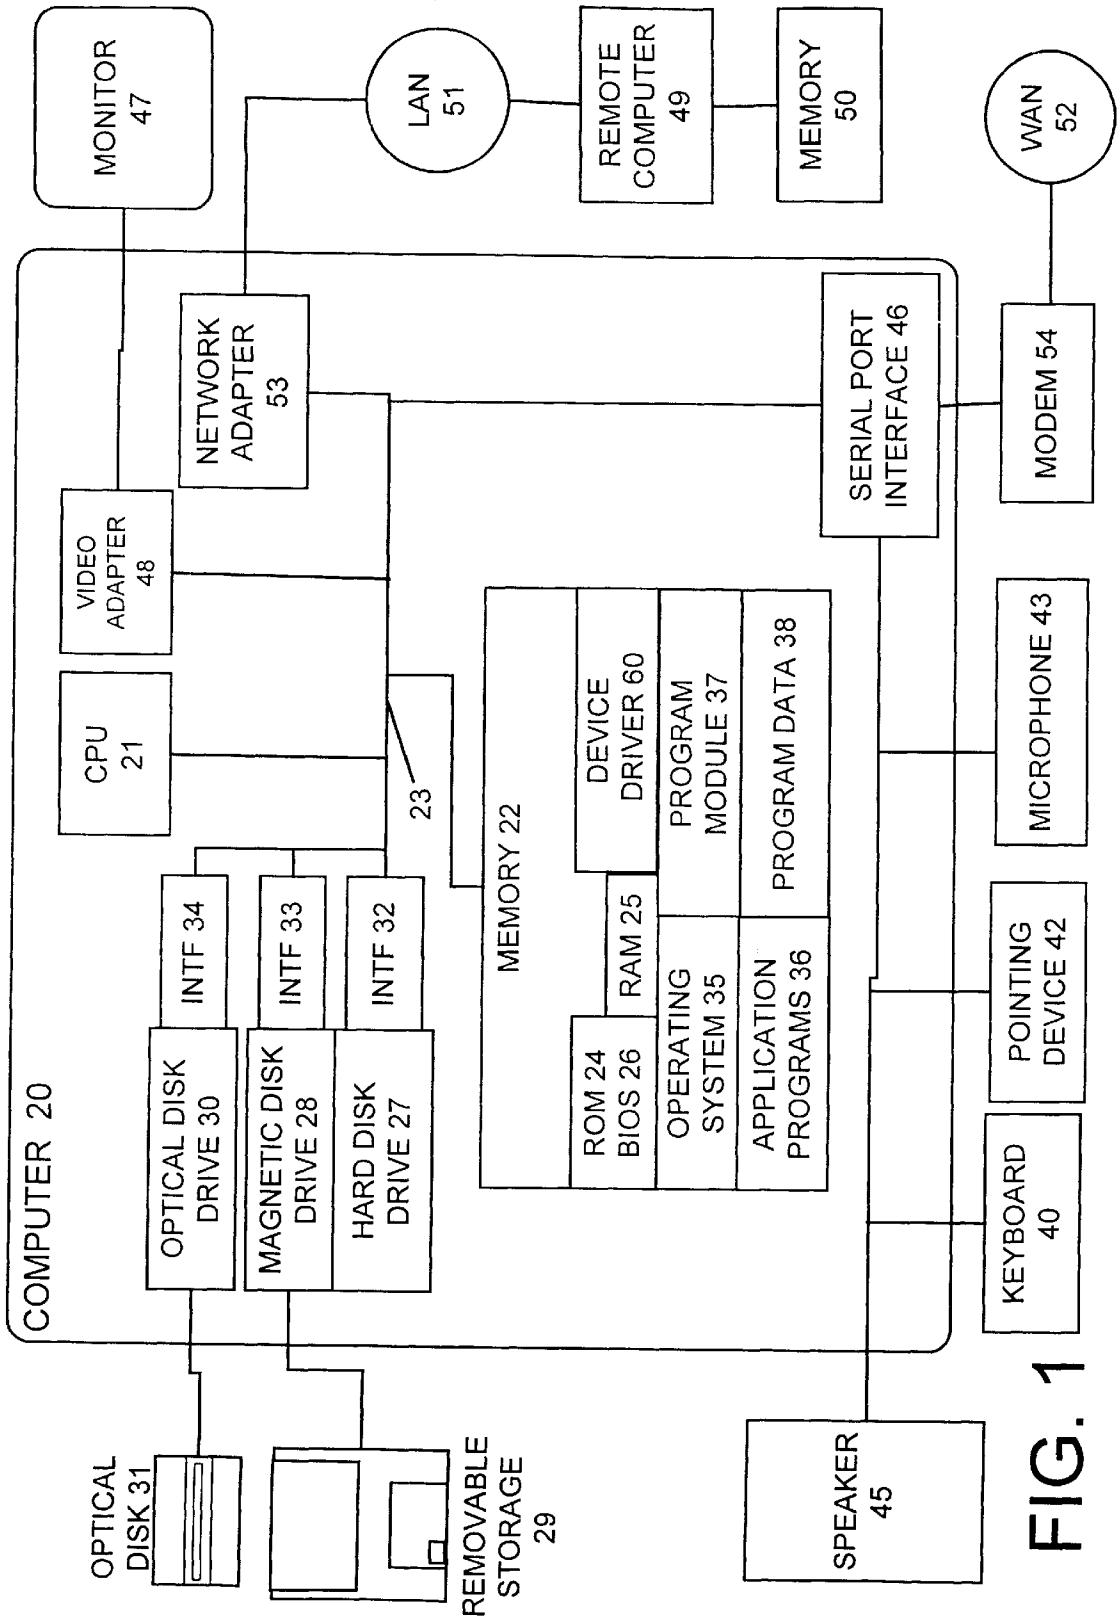 COMPUTER 20
OPTICAL
DISK 31
REMOVABLE
STORAGE
29
OPTICAL DISK
DRIVE 30
INTF 34
MAGNETIC DISK
DRIVE 28
INTF 33
HARD DISK
DRIVE 27
INTF 32
CPU
21
VIDEO
ADAPTER
48
MONITOR
47
NETWORK
ADAPTER
53
LAN
51
REMOTE
COMPUTER
49
MEMORY
50
23
MEMORY 22
ROM 24
BIOS 26
RAM 25
DEVICE
DRIVER 60
OPERATING
SYSTEM 35
PROGRAM
MODULE 37
APPLICATION
PROGRAMS 36
PROGRAM DATA 38
SERIAL PORT
INTERFACE 46
WAN
52
SPEAKER
45
KEYBOARD
40
POINTING
DEVICE 42
MICROPHONE 43
MODEM 54
FIG. 1